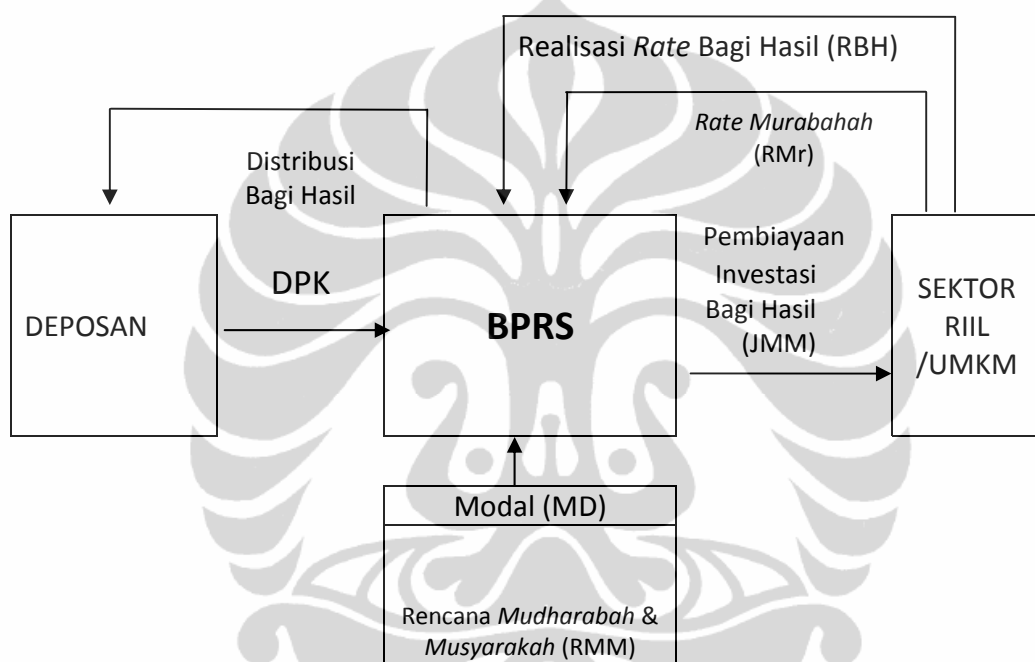 Realisasi Rate Bagi Hasil (RBH)
Rate Murabahah
(RMr)
Distribusi
Bagi Hasil
DEPOSAN
DPK
BPRS
Pembiayaan
Investasi
Bagi Hasil
(JMM)
SEKTOR
RIIL
/UMKM
Modal (MD)
Rencana Mudharabah &
Musyarakah (RMM)